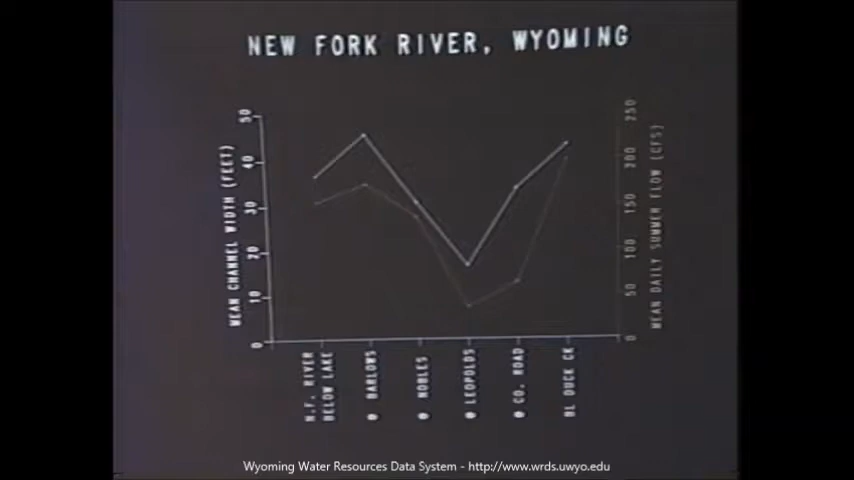 NEW FORK RIVER, WYOMING
MEAN CHANNEL WIDTH (FEET)
50
40
30
20
10
0
250
200
150
100
50
0
MEAN DAILY SUMMER FLOW (CFS)
N.F. RIVER
BELOW LAKE
@ BARLOWS
@ NOBLES
@ LEOPOLDS
@ CO. ROAD
BL DUCK CK
Wyoming Water Resources Data System - http://www.wrds.uwyo.edu